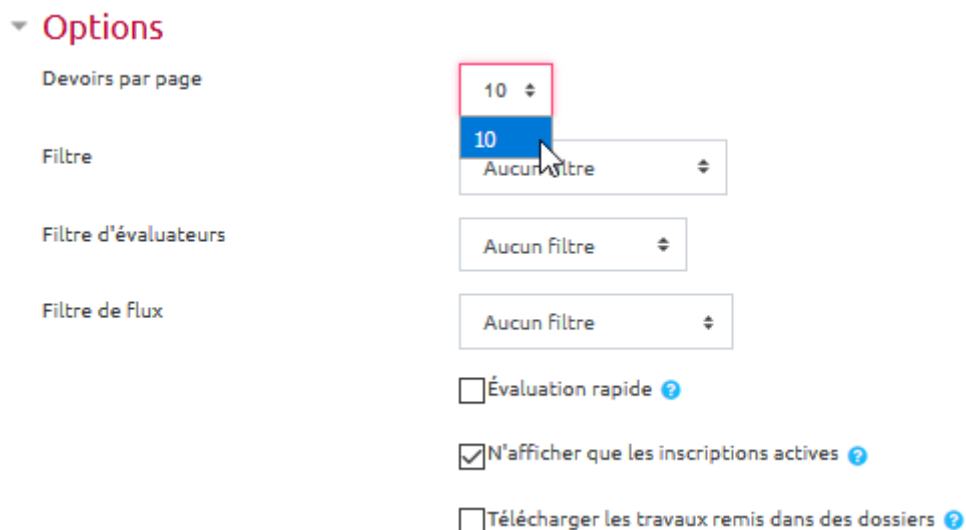 Options
Devoirs par page
10
10
Filtre
Aucun filtre
Filtre d'évaluateurs
Aucun filtre
Filtre de flux
Aucun filtre
Évaluation rapide ?
N'afficher que les inscriptions actives ?
Télécharger les travaux remis dans des dossiers ?